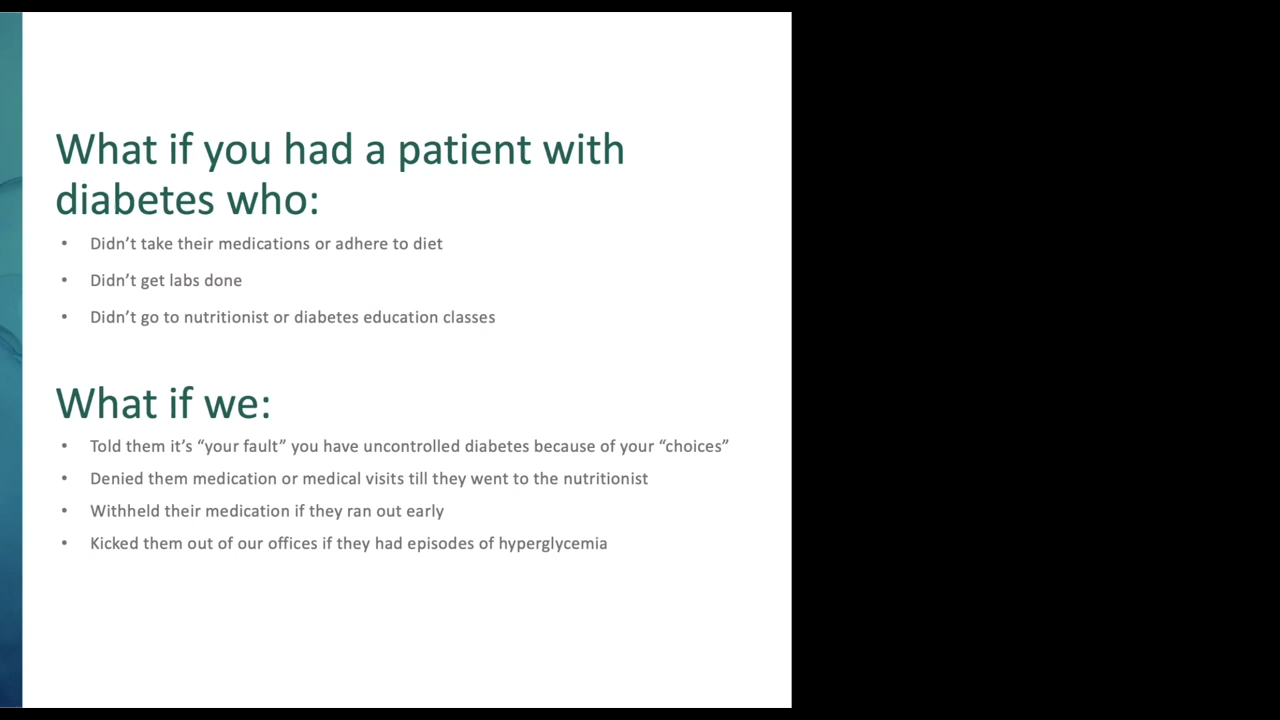 What if you had a patient with
diabetes who:
• Didn’t take their medications or adhere to diet
• Didn’t get labs done
• Didn’t go to nutritionist or diabetes education classes
What if we:
• Told them it’s “your fault” you have uncontrolled diabetes because of your “choices”
• Denied them medication or medical visits till they went to the nutritionist
• Withheld their medication if they ran out early
• Kicked them out of our offices if they had episodes of hyperglycemia